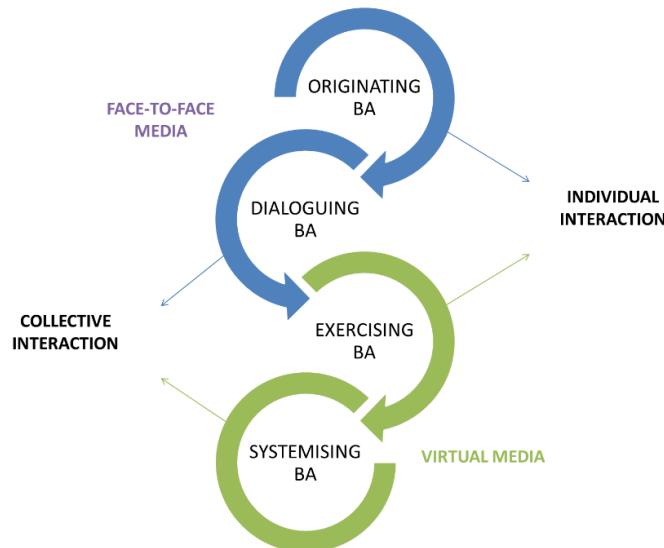 ORIGINATING
BA
FACE-TO-FACE
MEDIA
DIALOGUING
BA
INDIVIDUAL
INTERACTION
COLLECTIVE
INTERACTION
EXERCISING
BA
SYSTEMISING
BA
VIRTUAL MEDIA